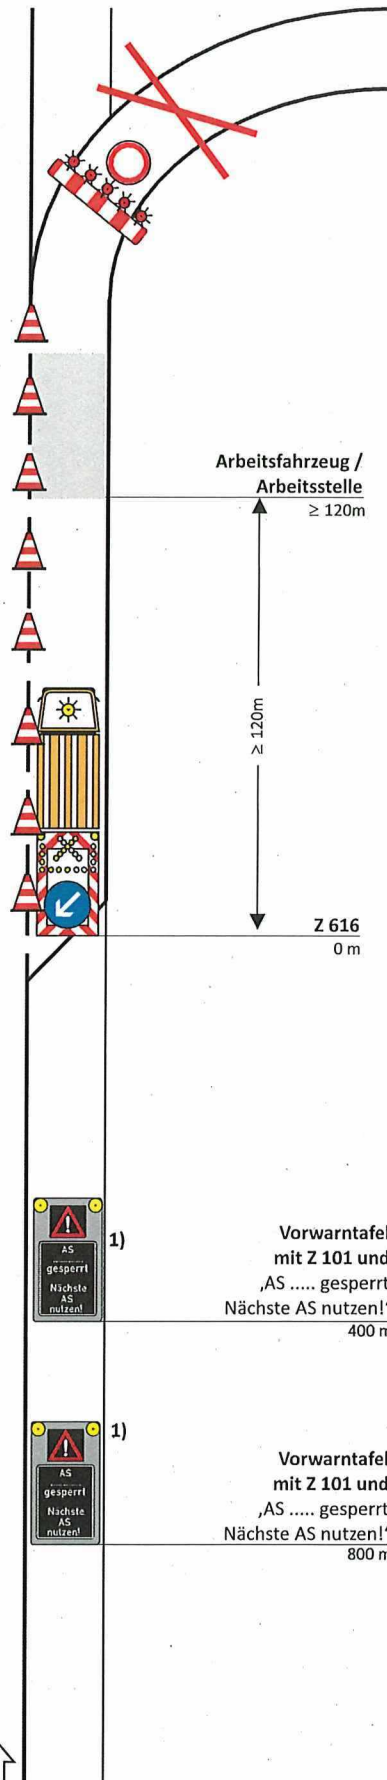 Arbeitsfahrzeug /
Arbeitsstelle
≥ 120m
≥ 120m
Z 616
0 m
AS
gesperrt
Nächste
AS
nutzen!
1)
Vorwarntafel
mit Z 101 und
‚AS ..... gesperrt
Nächste AS nutzen!‘
400 m
AS
gesperrt
Nächste
AS
nutzen!
1)
Vorwarntafel
mit Z 101 und
‚AS ..... gesperrt
Nächste AS nutzen!‘
800 m